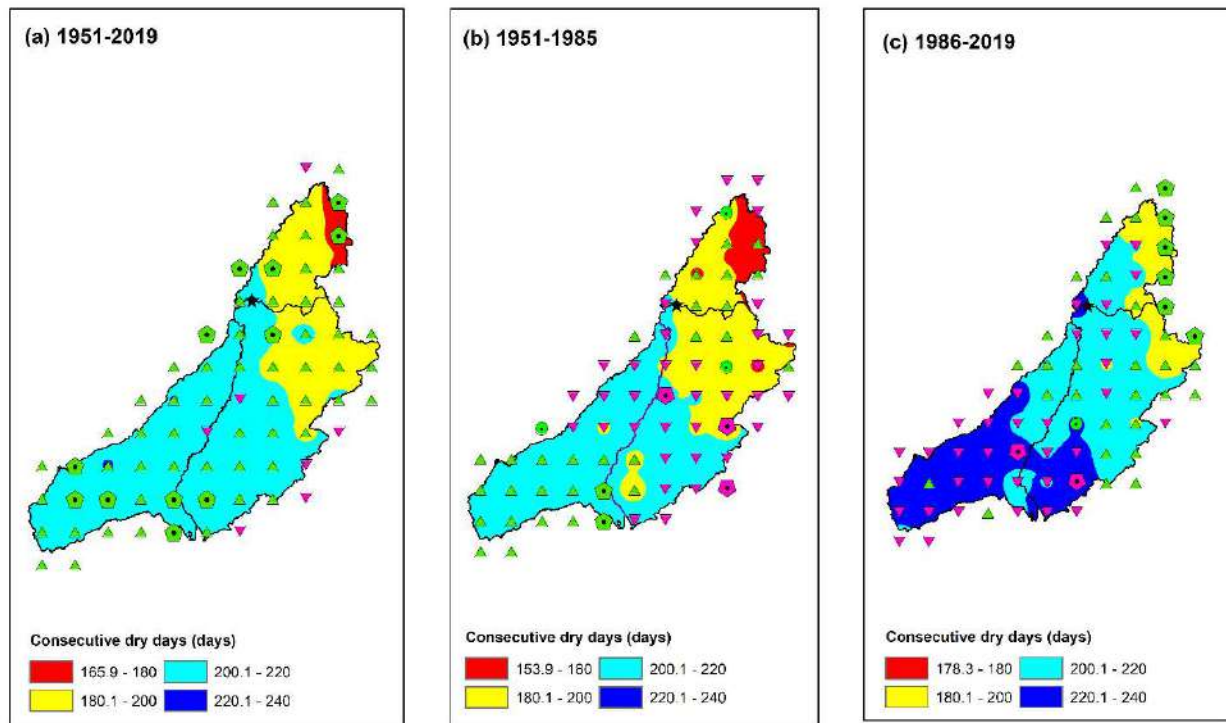 (a) 1951-2019
(b) 1951-1985
(c) 1986-2019
Consecutive dry days (days)
165.9 - 180
200.1 - 220
180.1 - 200
220.1 - 240
Consecutive dry days (days)
153.9 - 180
200.1 - 220
180.1 - 200
220.1 - 240
Consecutive dry days (days)
178.3 - 180
200.1 - 220
180.1 - 200
220.1 - 240